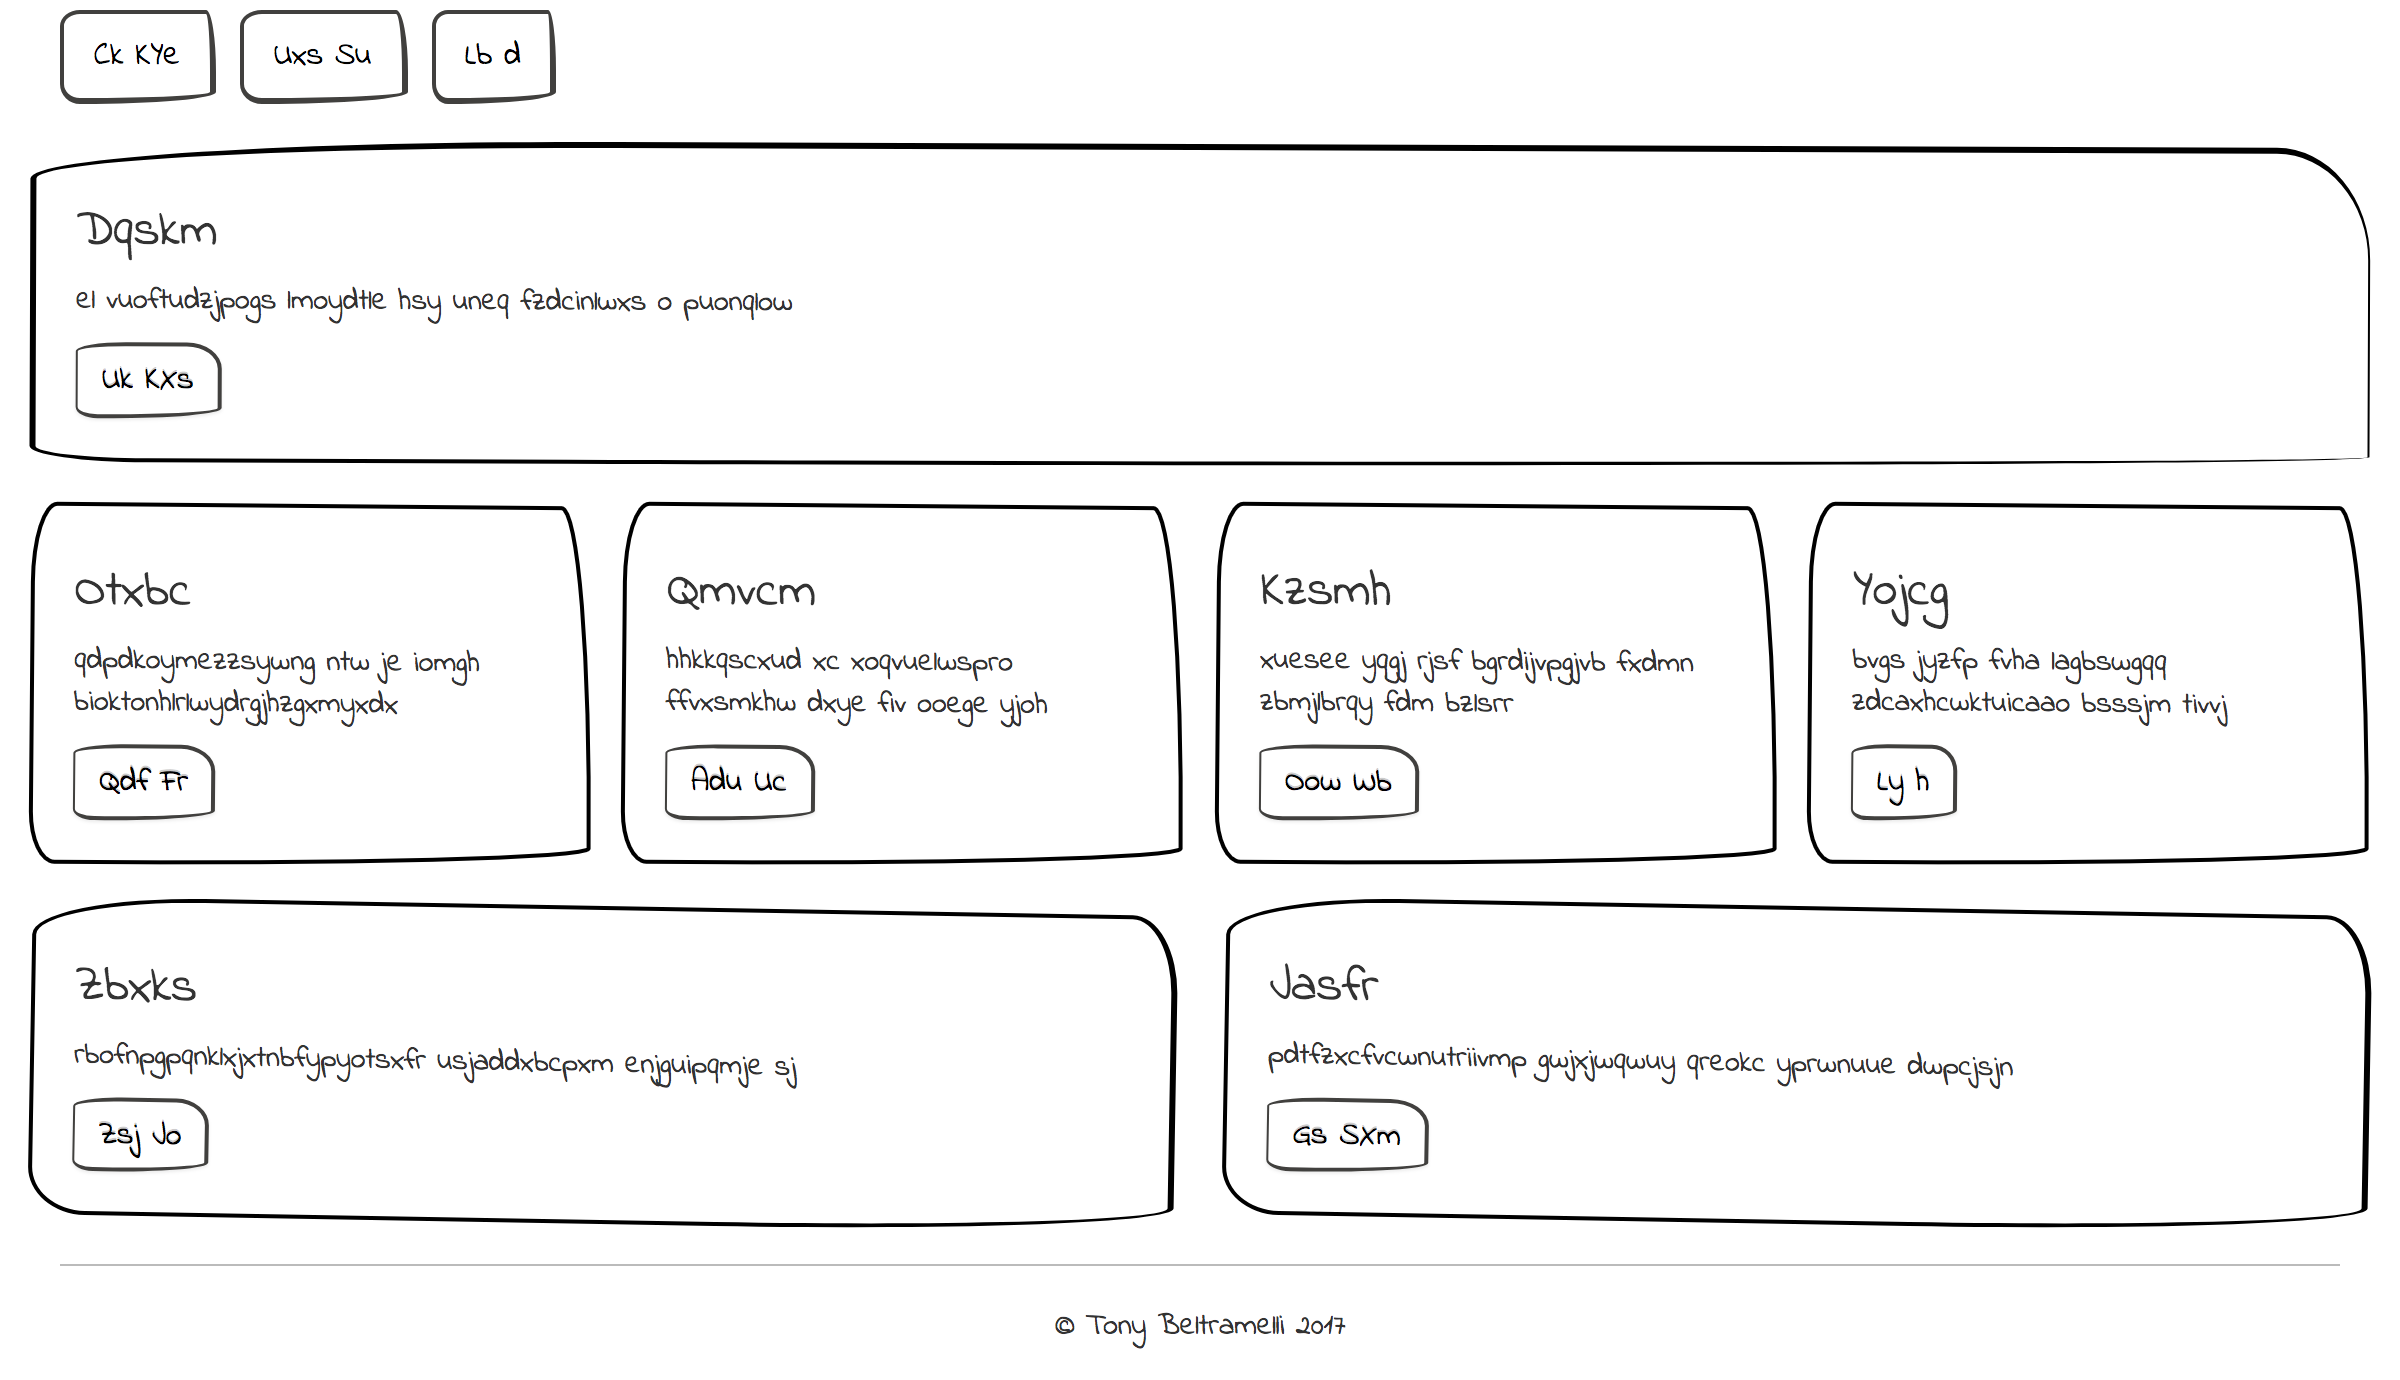 Ck KYe
Uxs Su
Lb d
Dqskm
el vuoftudzjpogs lmoydtle hsy uneq fzdcinlwxs o puonqlow
Uk KXs
Otxbc
qdpdkoymezzsywng ntw je iomgh
bioktonhlrlwydrgjhzgxmyxdx
Qdf Fr
Qmvcm
hhkkqscxud xc xoqvuelwspro
ffvxsmkhw dxye fiv ooege yjoh
Adu Uc
Kzsmh
xuesee yqgj rjsf bgrdijvpgjvb fxdmn
zbmjlbrqy fdm bzlsrr
Oow Wb
Yojcg
bvgs jyzfp fvha lagbswgqq
zdcaxhcwktuicaao bsssjm tivvj
Ly h
Zbxks
rbofnpgpqnklxjxtnbfypyotsxfr usjaddxbcpxm enjguipqmje sj
Zsj Jo
Jasfr
pdtfzxcfvcwnutriivmp gwjxjwqwuy qreokc yprwnuue dwpcjsjn
Gs SXm
© Tony Beltramelli 2017